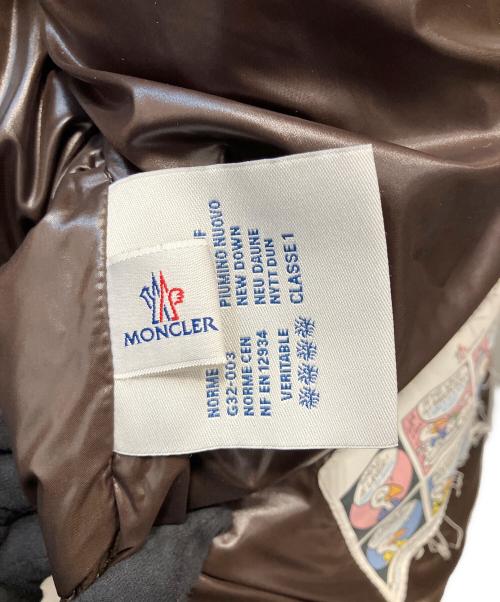 MONCLER
NF
PIUMINO NUOVO
NEW DOWN
NEU DAUNE
NYTT DUN
CLASSE 1
NORME
G32-003
NORME CEN
NF EN 12934
VERITABLE